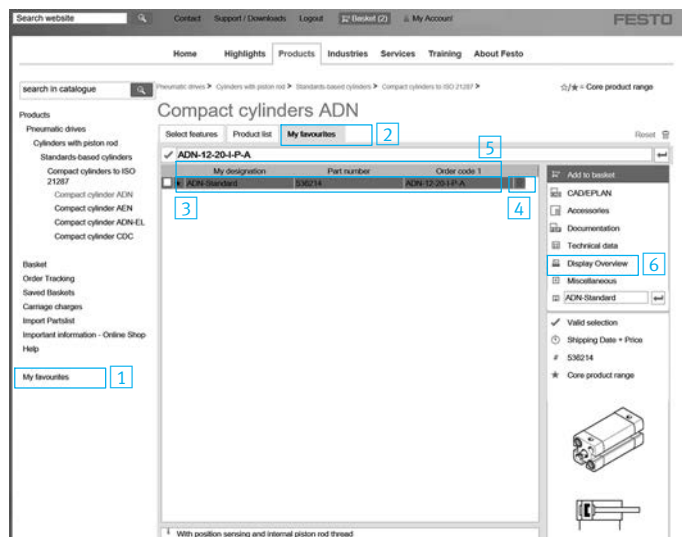 Search website
Contact Support / Downloads Logout Basket (2) My Account
FESTO
Home Highlights Products Industries Services Training About Festo
search in catalogue
Pneumatic drives > Cylinders with piston rod > Standards-based cylinders > Compact cylinders to ISO 21287 >
☆/★ = Core product range
Products
Pneumatic drives
Cylinders with piston rod
Standards-based cylinders
Compact cylinders to ISO
21287
Compact cylinder ADN
Compact cylinder AEN
Compact cylinder ADN-EL
Compact cylinder CDC
Basket
Order Tracking
Saved Baskets
Carriage charges
Import Partslist
Important information - Online Shop
Help
My favourites
1
Compact cylinders ADN
Select features Product list My favourites
2
Reset
ADN-12-20-I-P-A
5
My designation Part number Order code 1
ADN-Standard 536214 ADN-12-20-I-P-A
3
4
Add to basket
CAD/EPLAN
Accessories
Documentation
Technical data
Display Overview
6
Miscellaneous
ADN-Standard
Valid selection
Shipping Date + Price
# 536214
Core product range
With position sensing and internal piston rod thread